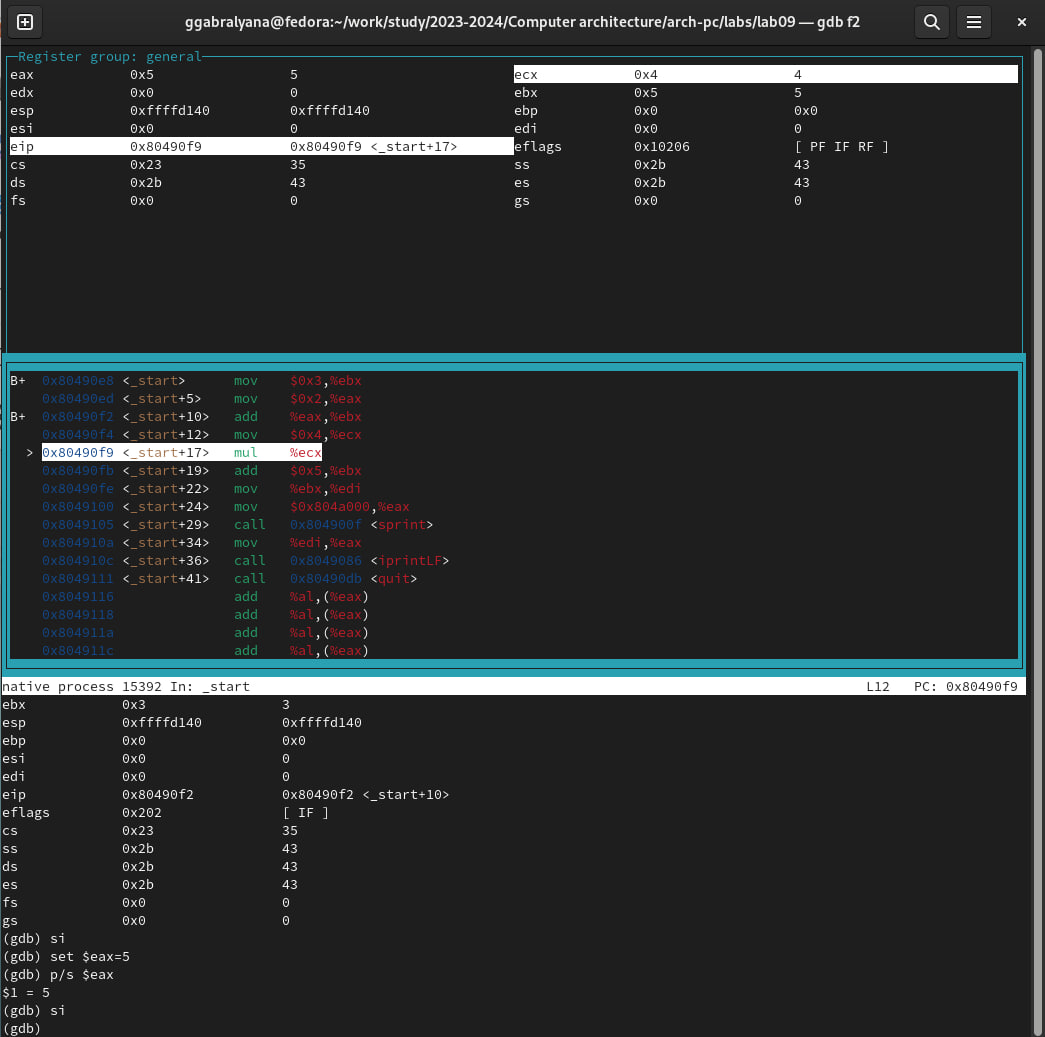 ggabralyana@fedora:~/work/study/2023-2024/Computer architecture/arch-pc/labs/lab09 — gdb f2
Register group: general
eax 0x5 5 ecx 0x4 4
edx 0x0 0 ebx 0x5 5
esp 0xffffd140 0xffffd140 ebp 0x0 0x0
esi 0x0 0 edi 0x0 0
eip 0x80490f9 0x80490f9 <_start+17> eflags 0x10206 [ PF IF RF ]
cs 0x23 35 ss 0x2b 43
ds 0x2b 43 es 0x2b 43
fs 0x0 0 gs 0x0 0
B+ 0x80490e8 <_start> mov $0x3,%ebx
0x80490ed <_start+5> mov $0x2,%eax
B+ 0x80490f2 <_start+10> add %eax,%ebx
0x80490f4 <_start+12> mov $0x4,%ecx
> 0x80490f9 <_start+17> mul %ecx
0x80490fb <_start+19> add $0x5,%ebx
0x80490fe <_start+22> mov %ebx,%edi
0x8049100 <_start+24> mov $0x804a000,%eax
0x8049105 <_start+29> call 0x804900f <sprint>
0x804910a <_start+34> mov %edi,%eax
0x804910c <_start+36> call 0x8049086 <iprintLF>
0x8049111 <_start+41> call 0x80490db <quit>
0x8049116 add %al,(%eax)
0x8049118 add %al,(%eax)
0x804911a add %al,(%eax)
0x804911c add %al,(%eax)
native process 15392 In: _start L12 PC: 0x80490f9
ebx 0x3 3
esp 0xffffd140 0xffffd140
ebp 0x0 0x0
esi 0x0 0
edi 0x0 0
eip 0x80490f2 0x80490f2 <_start+10>
eflags 0x202 [ IF ]
cs 0x23 35
ss 0x2b 43
ds 0x2b 43
es 0x2b 43
fs 0x0 0
gs 0x0 0
(gdb) si
(gdb) set $eax=5
(gdb) p/s $eax
$1 = 5
(gdb) si
(gdb)